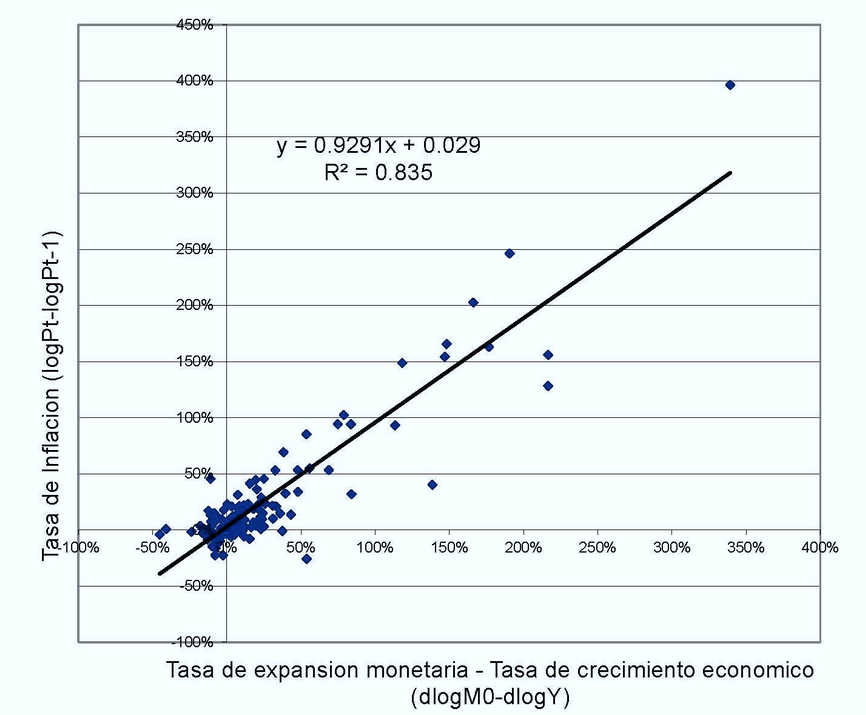 450%
400%
350%
y = 0.9291x + 0.029
R² = 0.835
300%
250%
200%
150%
100%
50%
0%
-100% -50% 0% 50% 100% 150% 200% 250% 300% 350% 400%
-50%
-100%
Tasa de Inflacion (logPt-logPt-1)
Tasa de expansion monetaria - Tasa de crecimiento economico
(dlogM0-dlogY)